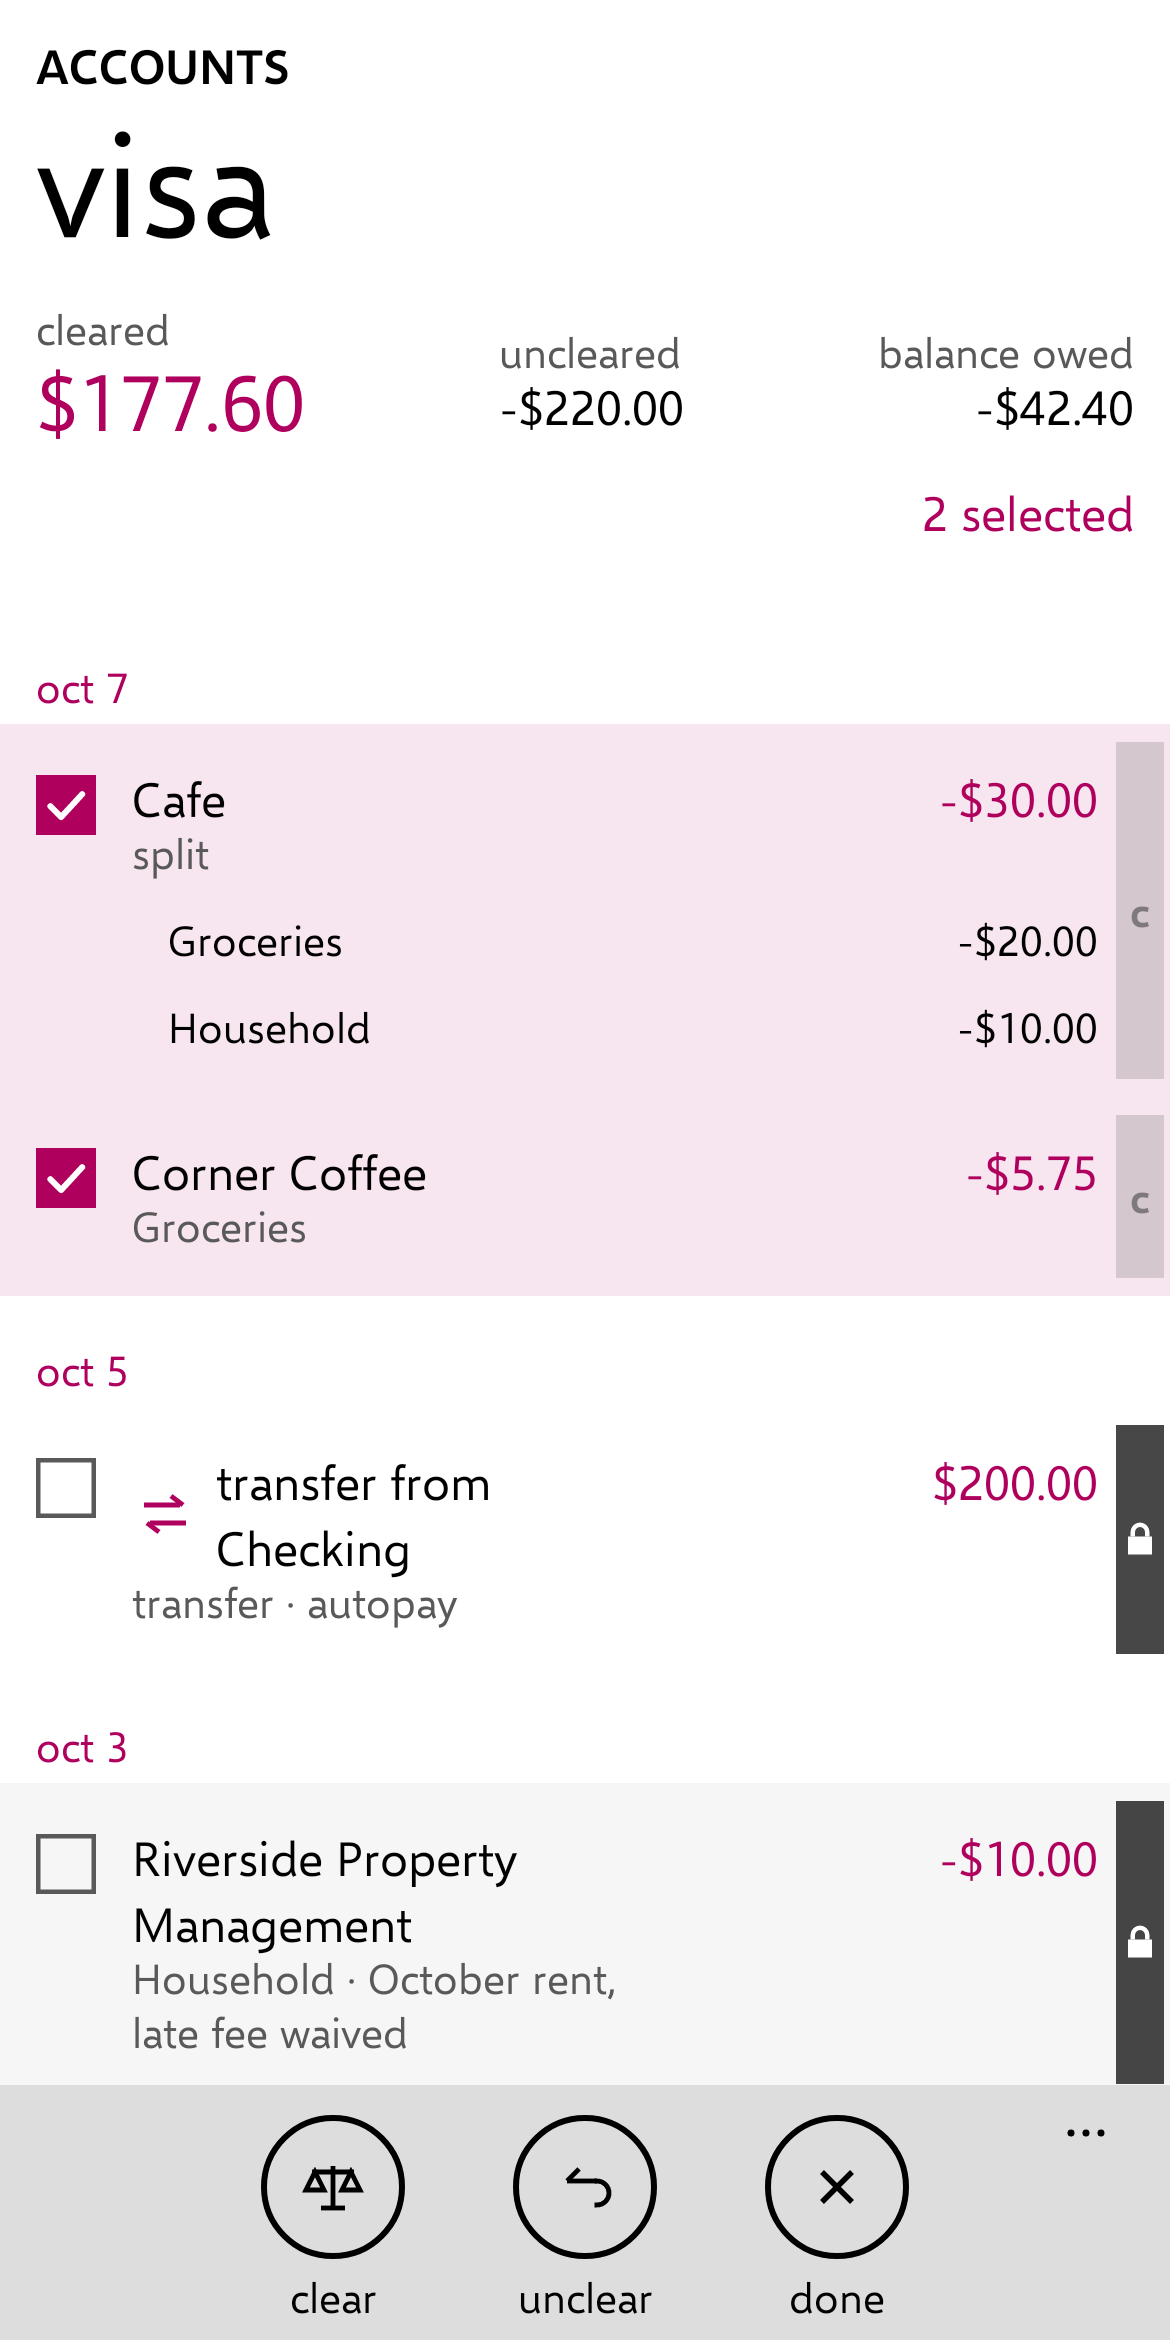 ACCOUNTS
visa
cleared
$177.60
uncleared
-$220.00
balance owed
-$42.40
2 selected
oct 7
Cafe
-$30.00
split
Groceries
-$20.00
Household
-$10.00
c
Corner Coffee
-$5.75
Groceries
c
oct 5
transfer from
Checking
$200.00
transfer · autopay
oct 3
Riverside Property
Management
-$10.00
Household · October rent,
late fee waived
clear
unclear
done